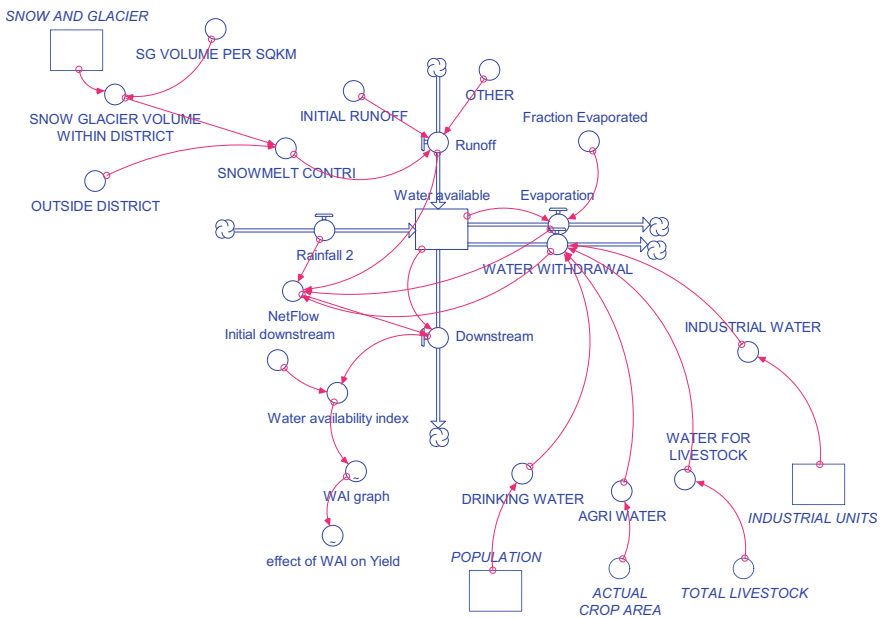 SNOW AND GLACIER
SG VOLUME PER SQKM
SNOW GLACIER VOLUME
WITHIN DISTRICT
INITIAL RUNOFF
OTHER
Fraction Evaporated
Runoff
SNOWMELT CONTRI
OUTSIDE DISTRICT
Water available
Evaporation
Rainfall 2
WATER WITHDRAWAL
NetFlow
Initial downstream
Downstream
INDUSTRIAL WATER
Water availability index
WATER FOR
LIVESTOCK
WAI graph
DRINKING WATER
AGRI WATER
INDUSTRIAL UNITS
effect of WAI on Yield
POPULATION
ACTUAL
CROP AREA
TOTAL LIVESTOCK